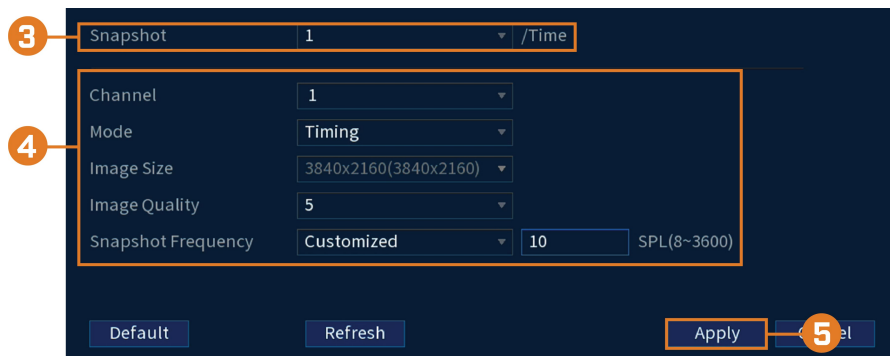 3 Snapshot 1 /Time
Channel 1
4 Mode Timing
Image Size 3840x2160(3840x2160)
Image Quality 5
Snapshot Frequency Customized 10 SPL(8~3600)
Default Refresh Apply 5